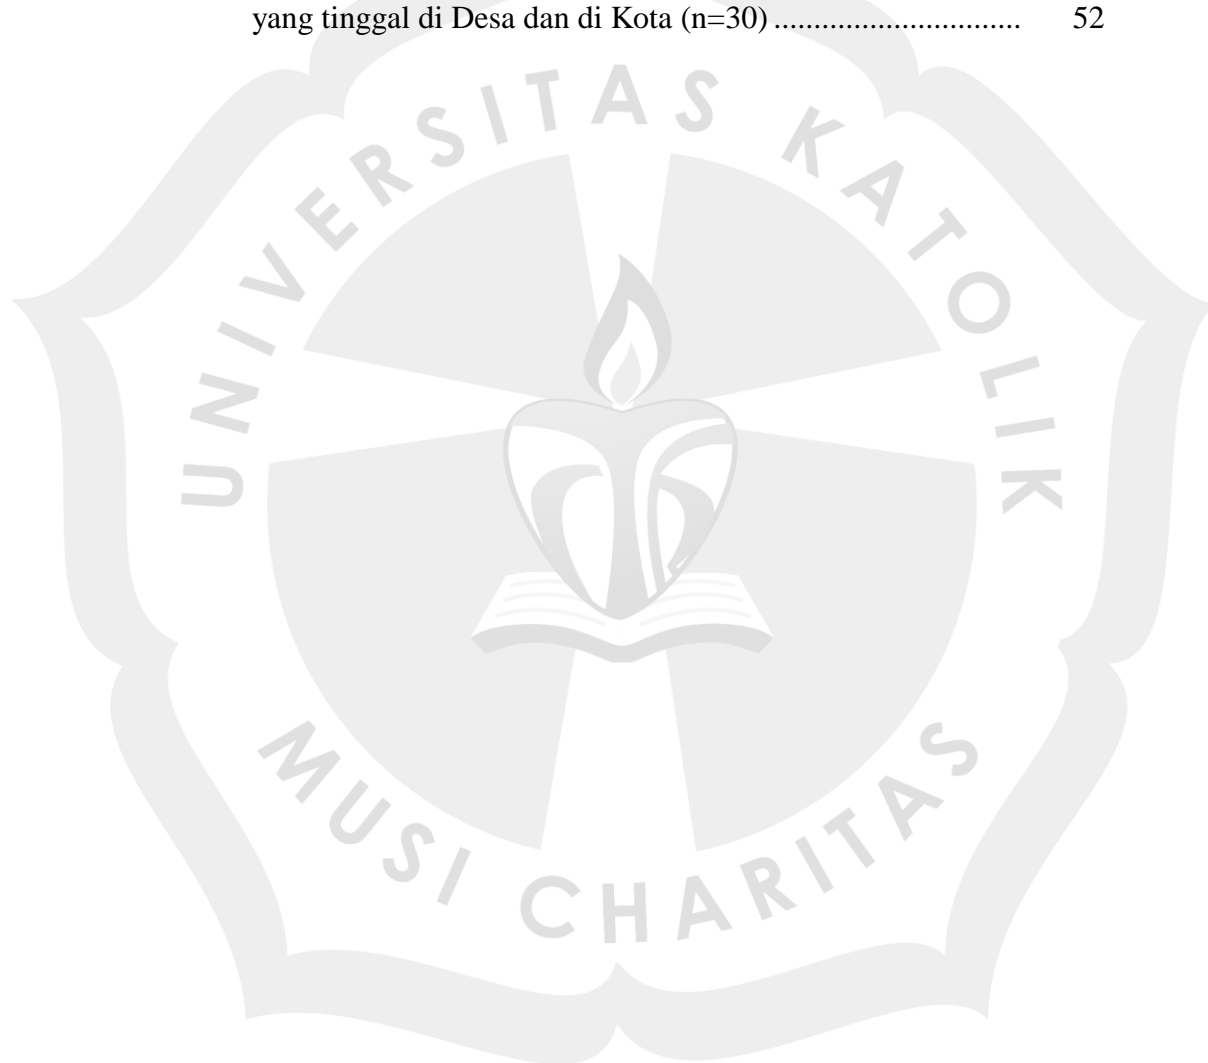 yang tinggal di Desa dan di Kota (n=30) ............................... 52
UNIVERSITAS KATOLIK
MUSI CHARITAS